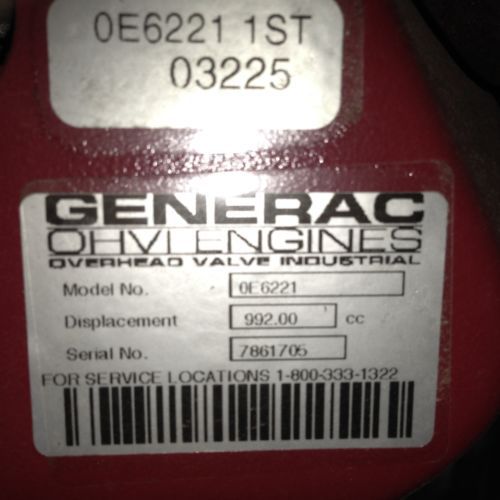 0E6221 1ST
03225
GENERAC
OHVI ENGINES
OVERHEAD VALVE INDUSTRIAL
Model No. 0E6221
Displacement 992.00 cc
Serial No. 7861705
FOR SERVICE LOCATIONS 1-800-333-1322